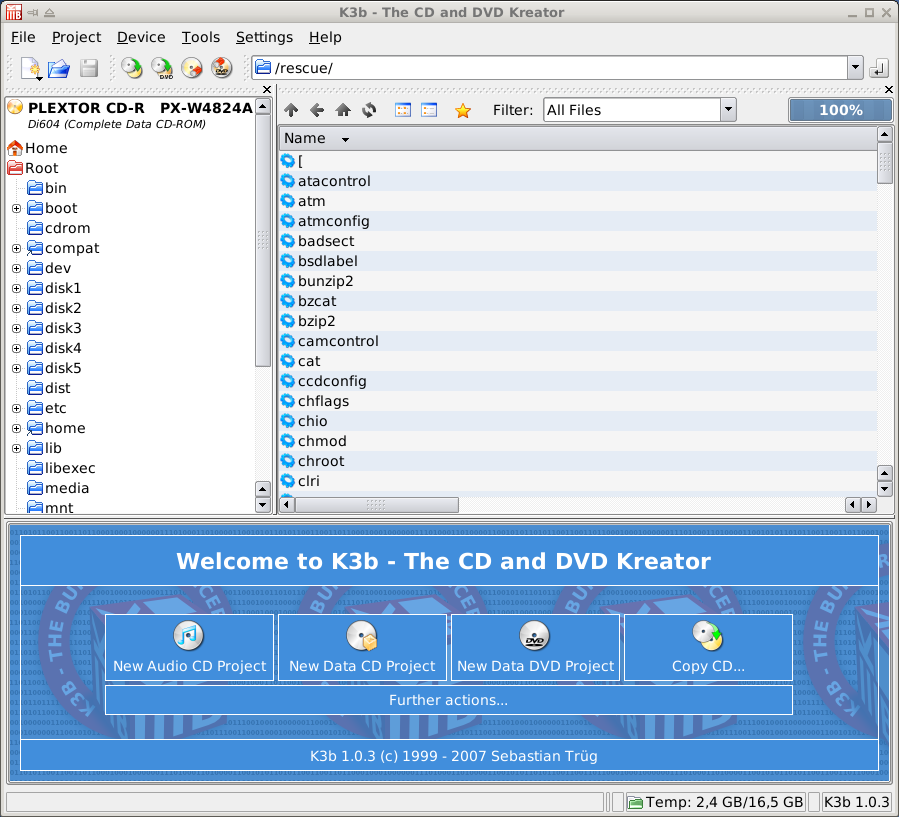 K3b - The CD and DVD Kreator
File Project Device Tools Settings Help
/rescue/
PLEXTOR CD-R PX-W4824A
Di604 (Complete Data CD-ROM)
Home
Root
bin
boot
cdrom
compat
dev
disk1
disk2
disk3
disk4
disk5
dist
etc
home
lib
libexec
media
mnt
Filter: All Files 100%
Name
[
atacontrol
atm
atmconfig
badsect
bsdlabel
bunzip2
bzcat
bzip2
camcontrol
cat
ccdconfig
chflags
chio
chmod
chroot
clri
Welcome to K3b - The CD and DVD Kreator
New Audio CD Project
New Data CD Project
New Data DVD Project
Copy CD...
Further actions...
K3b 1.0.3 (c) 1999 - 2007 Sebastian Trüg
Temp: 2,4 GB/16,5 GB K3b 1.0.3